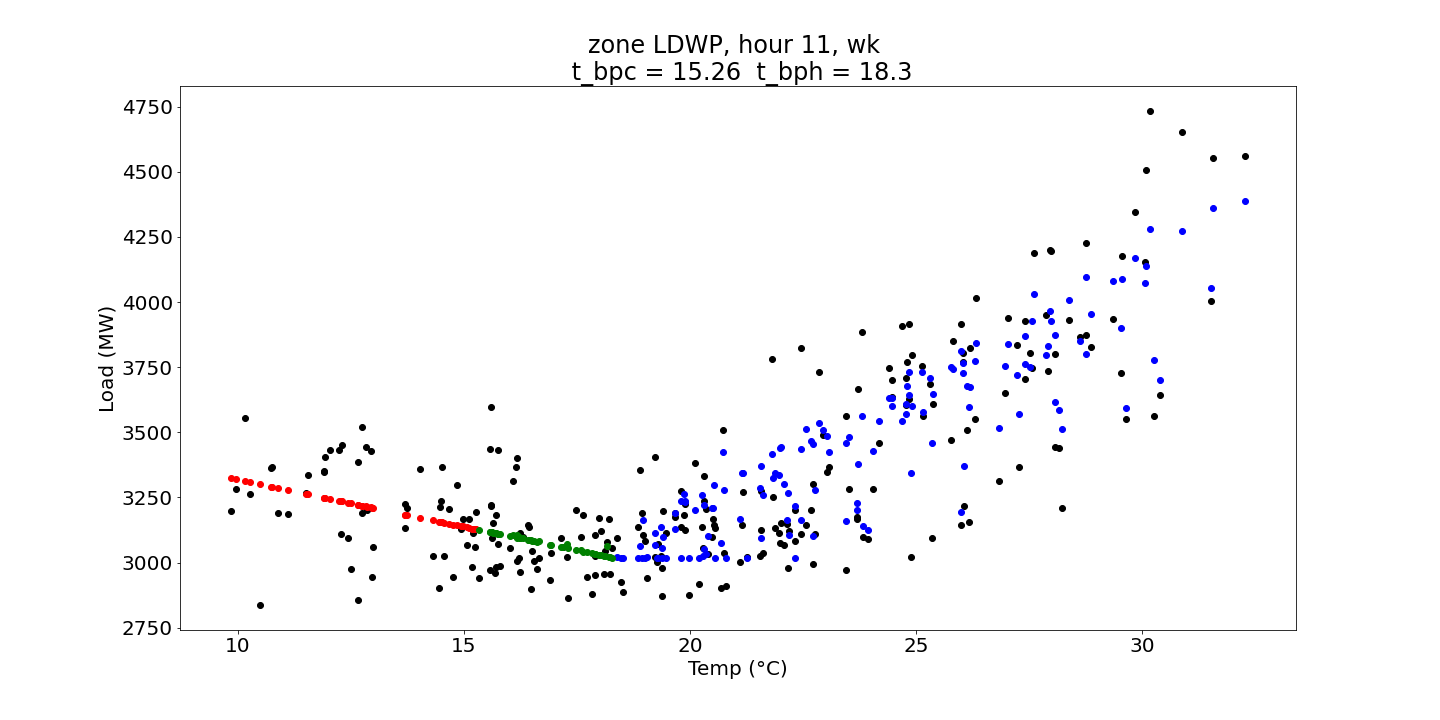 zone LDWP, hour 11, wk
t_bpc = 15.26  t_bph = 18.3
4750
4500
4250
4000
3750
3500
3250
3000
2750
Load (MW)
10 15 20 25 30
Temp (°C)